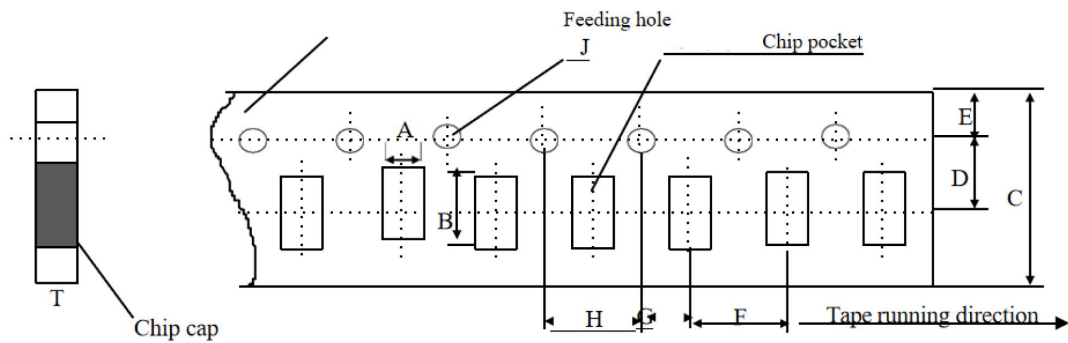 Feeding hole
J
Chip pocket
A
E
D
C
B
T
Chip cap
H
G
F
Tape running direction